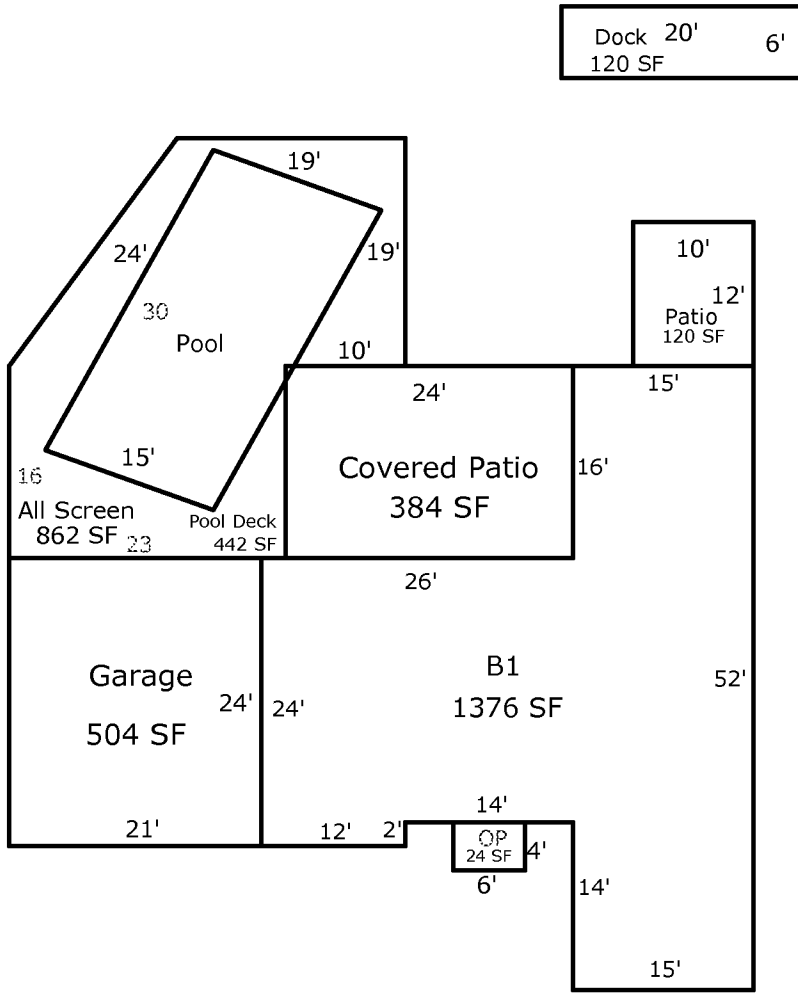 Dock 20' 6'
120 SF
19'
24'
19'
10'
12'
30
Patio
120 SF
Pool
10'
24'
15'
15'
16
Covered Patio
384 SF
16'
All Screen
862 SF
Pool Deck
442 SF
23
26'
Garage
504 SF
24'
24'
B1
1376 SF
52'
21'
12'
2'
14'
OP
24 SF
4'
6'
14'
15'